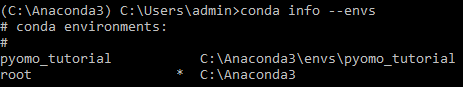 (C:\Anaconda3) C:\Users\admin>conda info --envs
# conda environments:
#
pyomo_tutorial           C:\Anaconda3\envs\pyomo_tutorial
root                  *  C:\Anaconda3